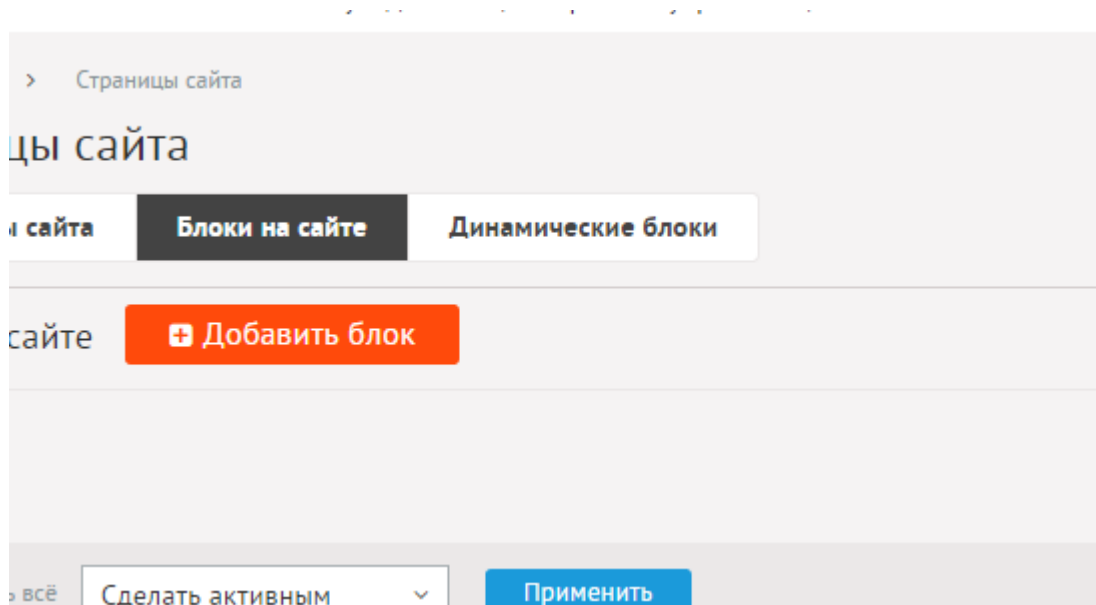 > Страницы сайта
цы сайта
ы сайта Блоки на сайте Динамические блоки
сайте Добавить блок
ь всё Сделать активным Применить